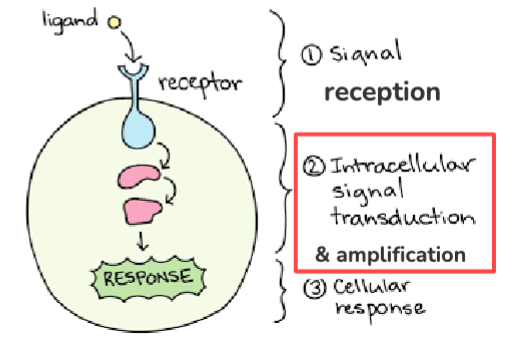 ligand
receptor
RESPONSE
① Signal
reception
② Intracellular
signal
transduction
& amplification
③ Cellular
response